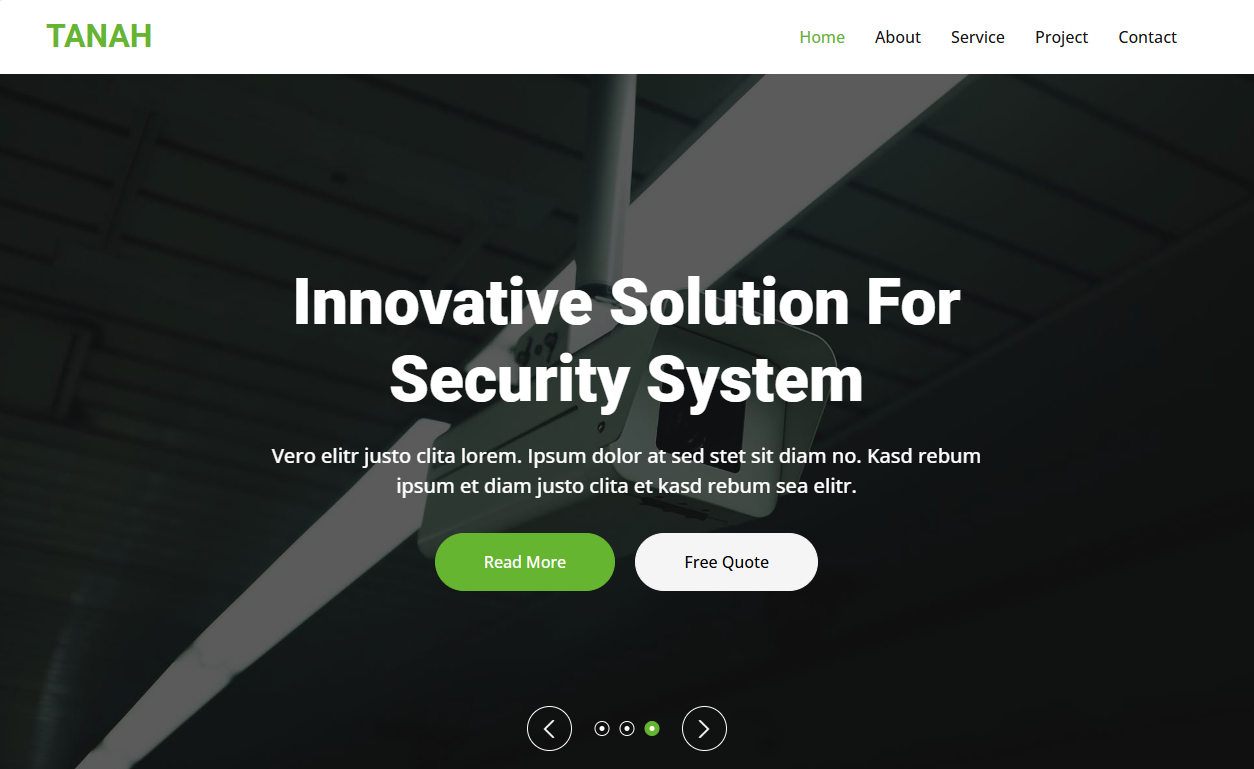 TANAH
Home About Service Project Contact
Innovative Solution For
Security System
Vero elitr justo clita lorem. Ipsum dolor at sed stet sit diam no. Kasd rebum
ipsum et diam justo clita et kasd rebum sea elitr.
Read More Free Quote